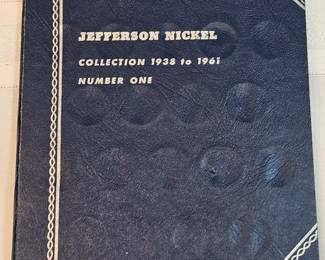 JEFFERSON NICKEL
COLLECTION 1938 to 1961
NUMBER ONE